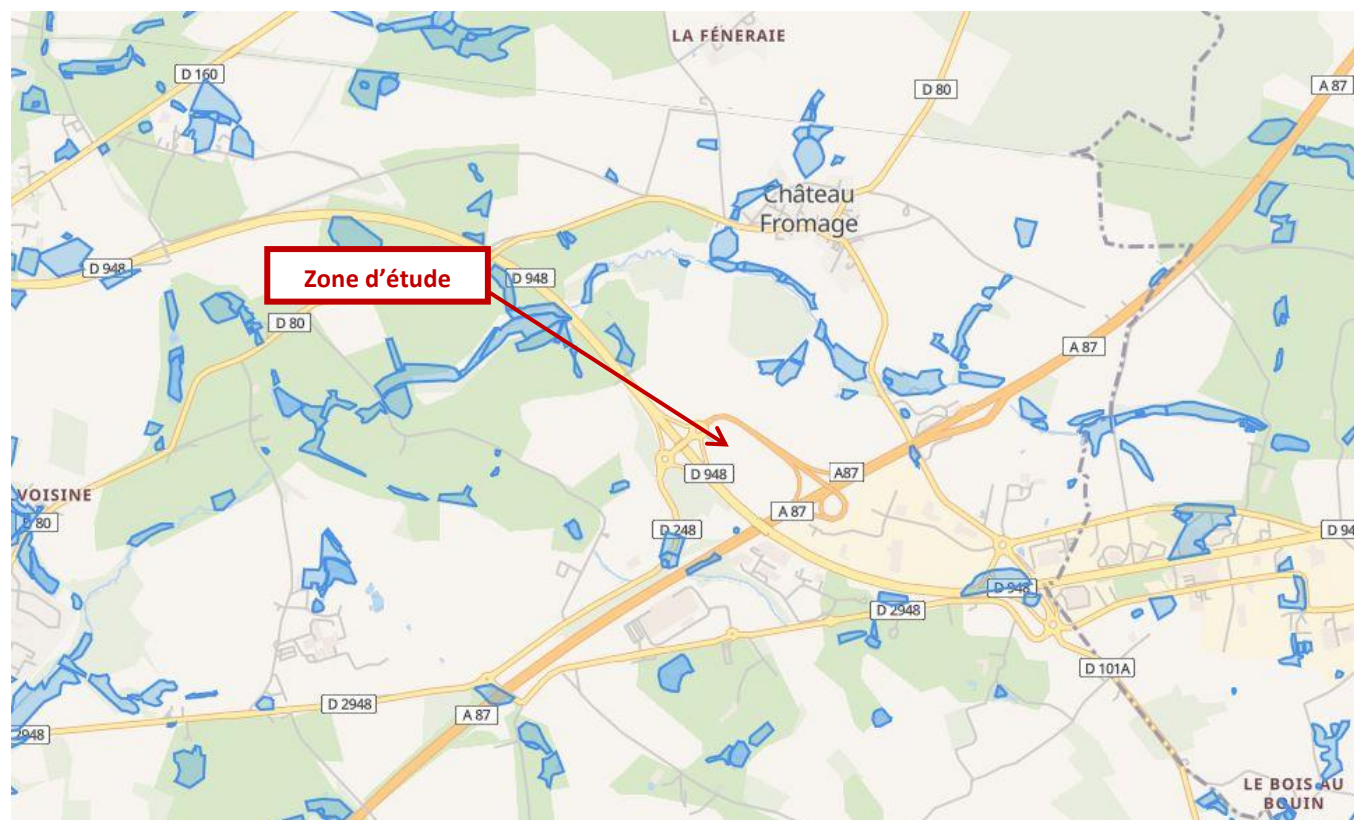 LA FÉNERAIE
D 160
D 80
A 87
Château
Fromage
Zone d'étude
D 948
D 948
D 80
A 87
D 948
A87
VOISINE
D 80
A 87
D 248
D 94
D 948
D 2948
D 101A
D 2948
A 87
2948
LE BOIS AU
BOUIN